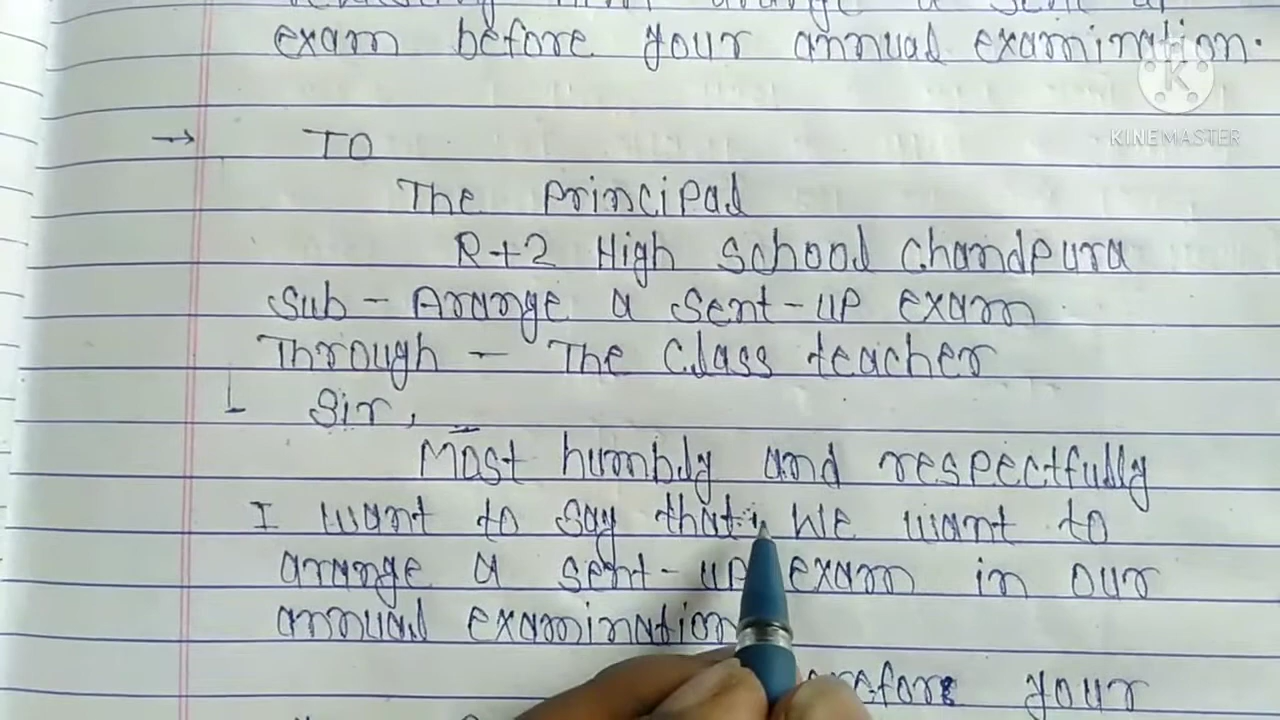 exam before your annual examination.
KINEMASTER
→ TO
The Principal
R+2 High School Chandpura
Sub - Arange a sent-up exam
Through - The Class teacher
Sir,
Most humbly and respectfully
I want to say that We want to
arange a sent-up exam in our
annual examination
your